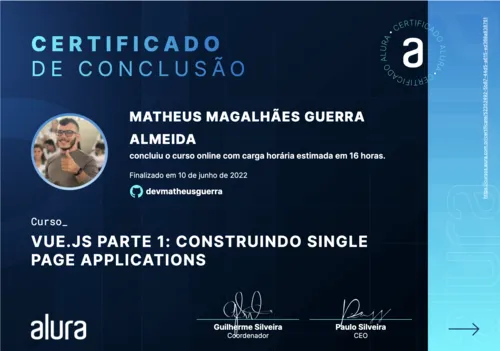 CERTIFICADO
DE CONCLUSÃO
CERTIFICADO ALURA • CERTIFICADO ALURA •
a
MATHEUS MAGALHÃES GUERRA
ALMEIDA
concluiu o curso online com carga horária estimada em 16 horas.
Finalizado em 10 de junho de 2022
devmatheusguerra
Curso_
VUE.JS PARTE 1: CONSTRUINDO SINGLE
PAGE APPLICATIONS
alura
Guilherme Silveira
Coordenador
Paulo Silveira
CEO
alura